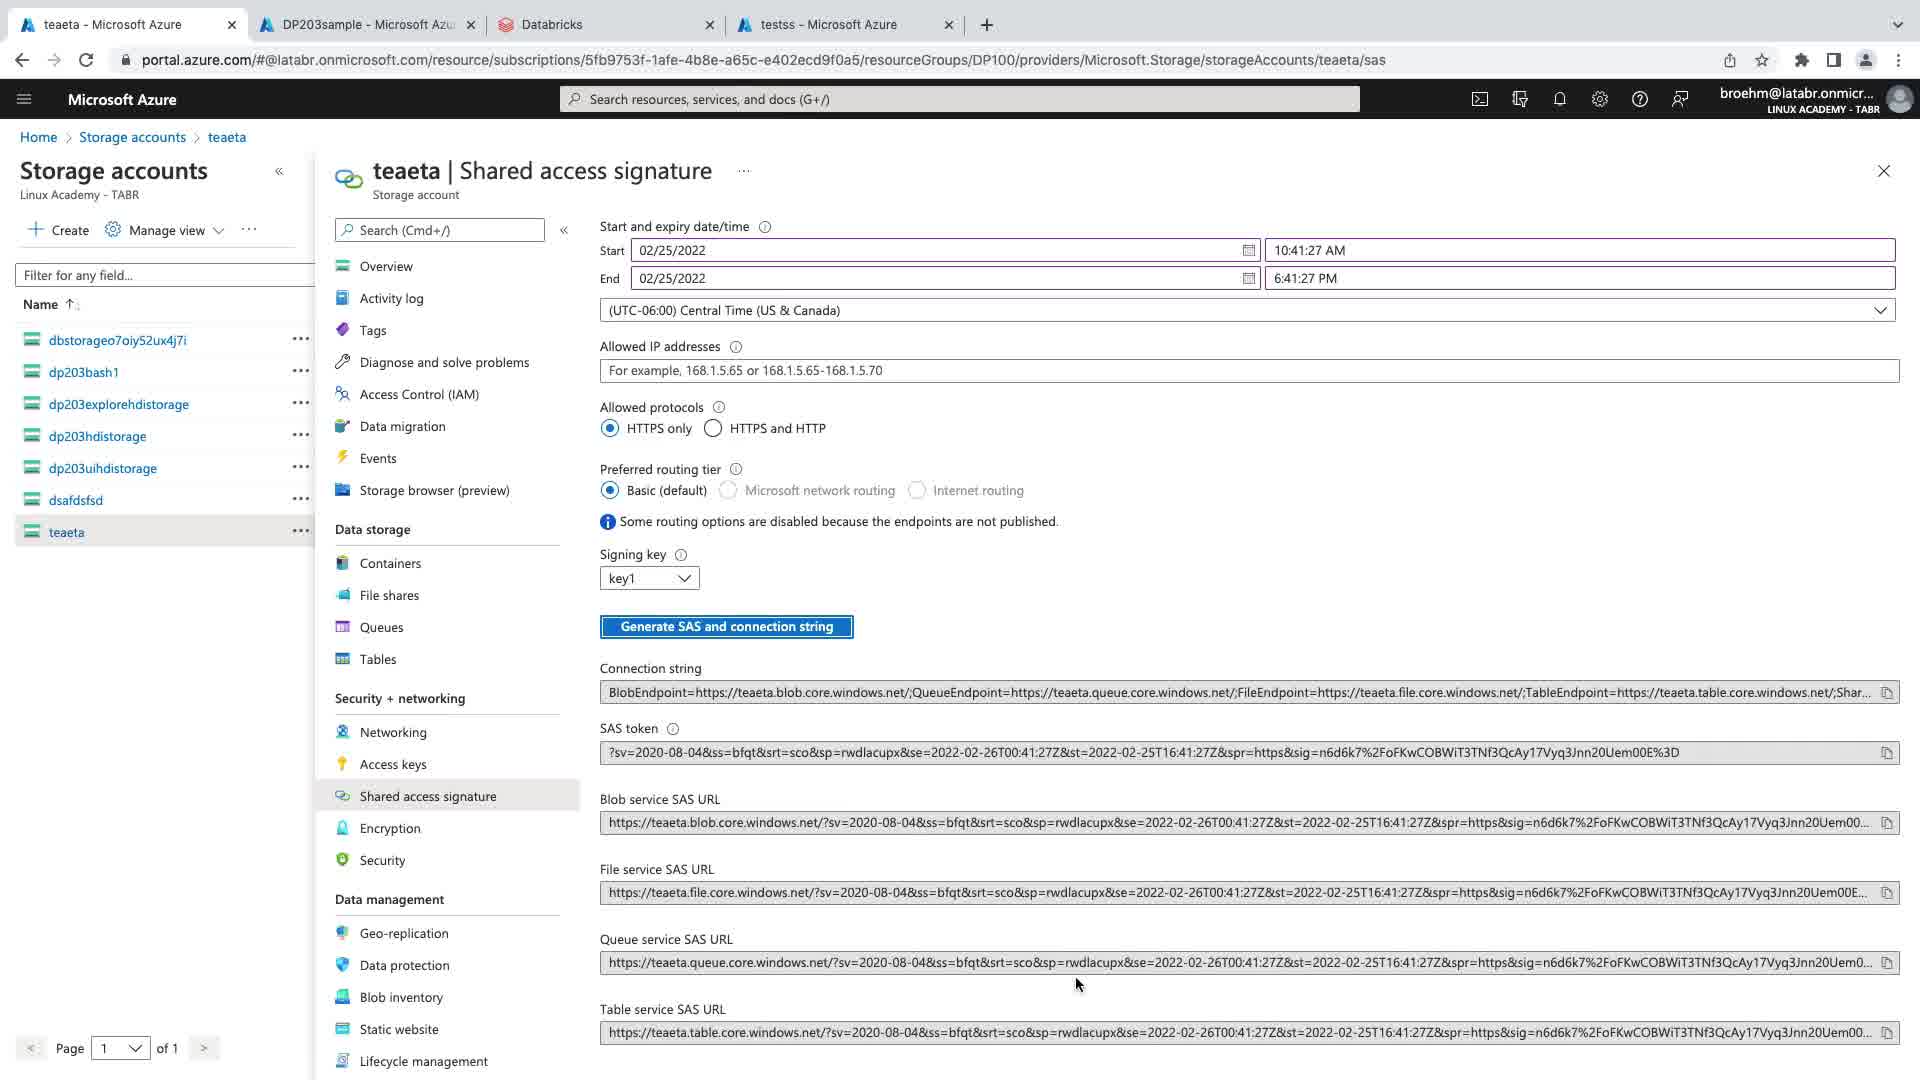 teaeta - Microsoft Azure
DP203sample - Microsoft Azu
Databricks
testss - Microsoft Azure
portal.azure.com/#@latabr.onmicrosoft.com/resource/subscriptions/5fb9753f-1afe-4b8e-a65c-e402ecd9f0a5/resourceGroups/DP100/providers/Microsoft.Storage/storageAccounts/teaeta/sas
Microsoft Azure
Search resources, services, and docs (G+/)
broehm@latabr.onmicr...
LINUX ACADEMY - TABR
Home > Storage accounts > teaeta
Storage accounts
Linux Academy - TABR
Create
Manage view
Filter for any field...
Name ↑
dbstorageo7oiy52ux4j7i
dp203bash1
dp203explorehdistorage
dp203hdistorage
dp203uihdistorage
dsafdsfsd
teaeta
< Page 1 of 1 >
teaeta | Shared access signature
Storage account
Search (Cmd+/)
Overview
Activity log
Tags
Diagnose and solve problems
Access Control (IAM)
Data migration
Events
Storage browser (preview)
Data storage
Containers
File shares
Queues
Tables
Security + networking
Networking
Access keys
Shared access signature
Encryption
Security
Data management
Geo-replication
Data protection
Blob inventory
Static website
Lifecycle management
Start and expiry date/time
Start 02/25/2022 10:41:27 AM
End 02/25/2022 6:41:27 PM
(UTC-06:00) Central Time (US & Canada)
Allowed IP addresses
For example, 168.1.5.65 or 168.1.5.65-168.1.5.70
Allowed protocols
HTTPS only HTTPS and HTTP
Preferred routing tier
Basic (default) Microsoft network routing Internet routing
Some routing options are disabled because the endpoints are not published.
Signing key
key1
Generate SAS and connection string
Connection string
BlobEndpoint=https://teaeta.blob.core.windows.net/;QueueEndpoint=https://teaeta.queue.core.windows.net/;FileEndpoint=https://teaeta.file.core.windows.net/;TableEndpoint=https://teaeta.table.core.windows.net/;Shar...
SAS token
?sv=2020-08-04&ss=bfqt&srt=sco&sp=rwdlacupx&se=2022-02-26T00:41:27Z&st=2022-02-25T16:41:27Z&spr=https&sig=n6d6k7%2FoFKwCOBWiT3TNf3QcAy17Vyq3Jnn20Uem00E%3D
Blob service SAS URL
https://teaeta.blob.core.windows.net/?sv=2020-08-04&ss=bfqt&srt=sco&sp=rwdlacupx&se=2022-02-26T00:41:27Z&st=2022-02-25T16:41:27Z&spr=https&sig=n6d6k7%2FoFKwCOBWiT3TNf3QcAy17Vyq3Jnn20Uem00...
File service SAS URL
https://teaeta.file.core.windows.net/?sv=2020-08-04&ss=bfqt&srt=sco&sp=rwdlacupx&se=2022-02-26T00:41:27Z&st=2022-02-25T16:41:27Z&spr=https&sig=n6d6k7%2FoFKwCOBWiT3TNf3QcAy17Vyq3Jnn20Uem00E...
Queue service SAS URL
https://teaeta.queue.core.windows.net/?sv=2020-08-04&ss=bfqt&srt=sco&sp=rwdlacupx&se=2022-02-26T00:41:27Z&st=2022-02-25T16:41:27Z&spr=https&sig=n6d6k7%2FoFKwCOBWiT3TNf3QcAy17Vyq3Jnn20Uem0...
Table service SAS URL
https://teaeta.table.core.windows.net/?sv=2020-08-04&ss=bfqt&srt=sco&sp=rwdlacupx&se=2022-02-26T00:41:27Z&st=2022-02-25T16:41:27Z&spr=https&sig=n6d6k7%2FoFKwCOBWiT3TNf3QcAy17Vyq3Jnn20Uem00...